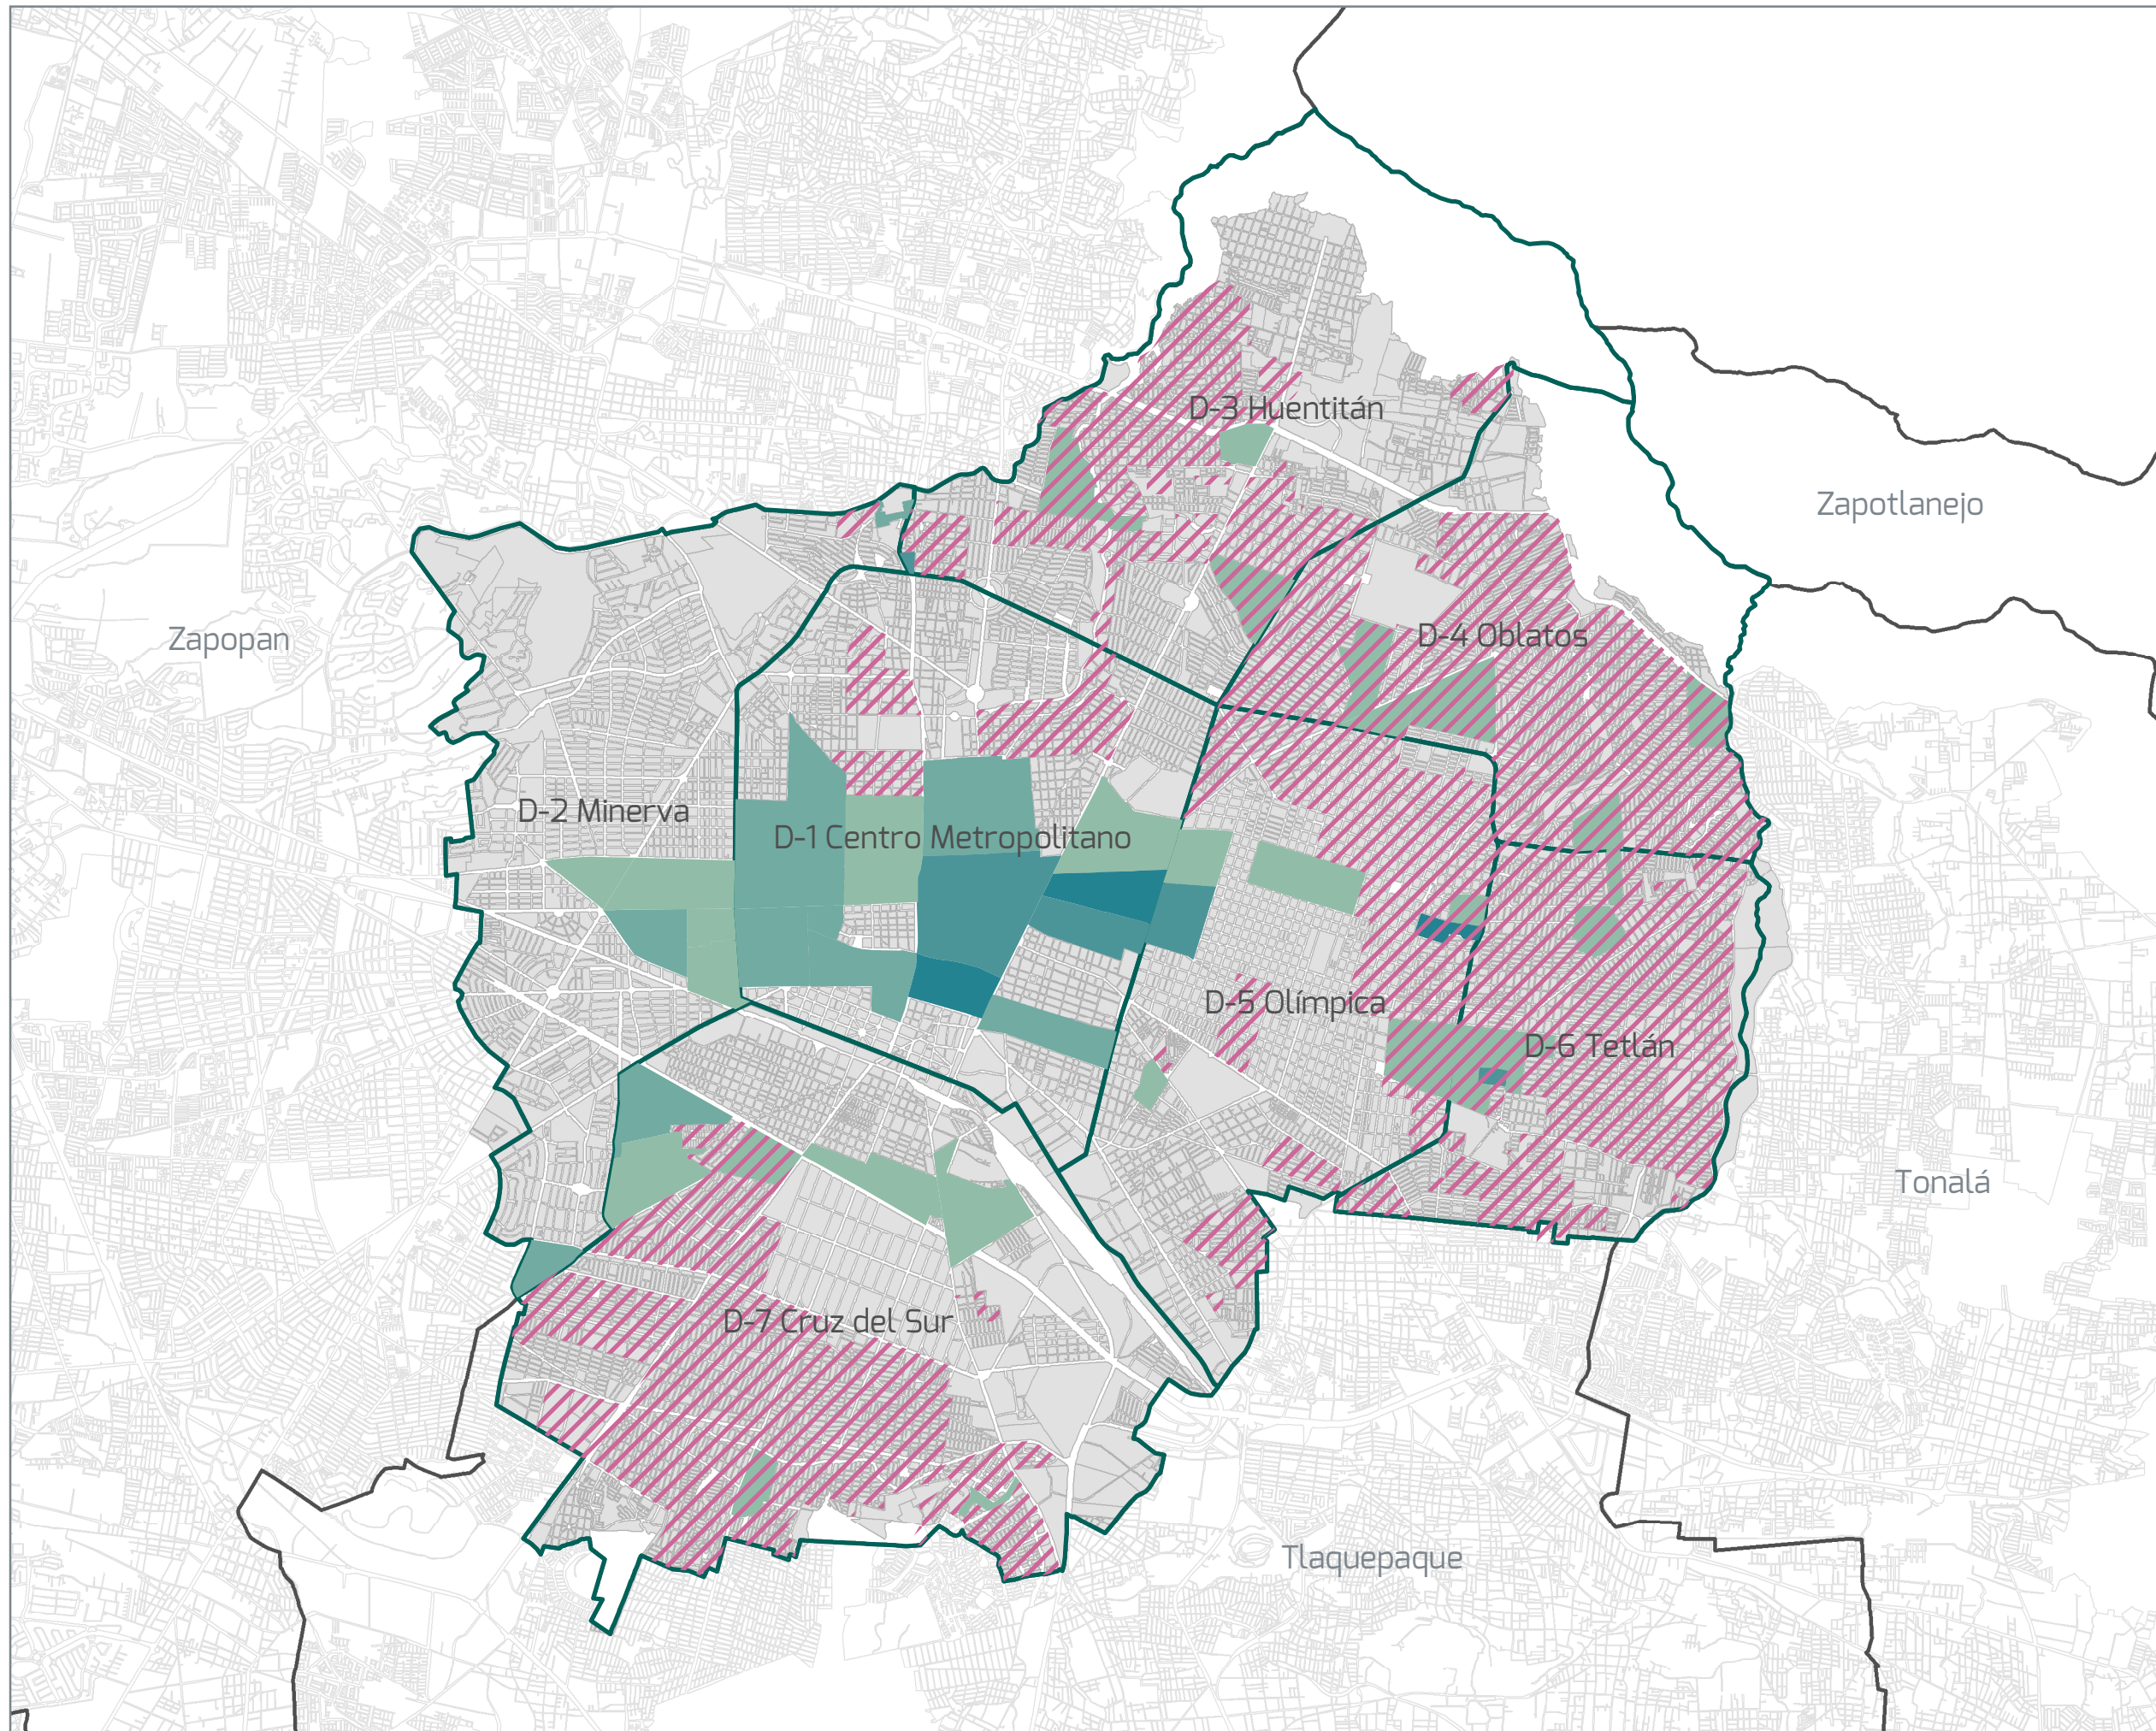 D-3 Huentitán
Zapotlanejo
Zapopan
D-4 Oblatos
D-2 Minerva
D-1 Centro Metropolitano
D-5 Olímpica
D-6 Tetlán
Tonalá
D-7 Cruz del Sur
Tlaquepaque